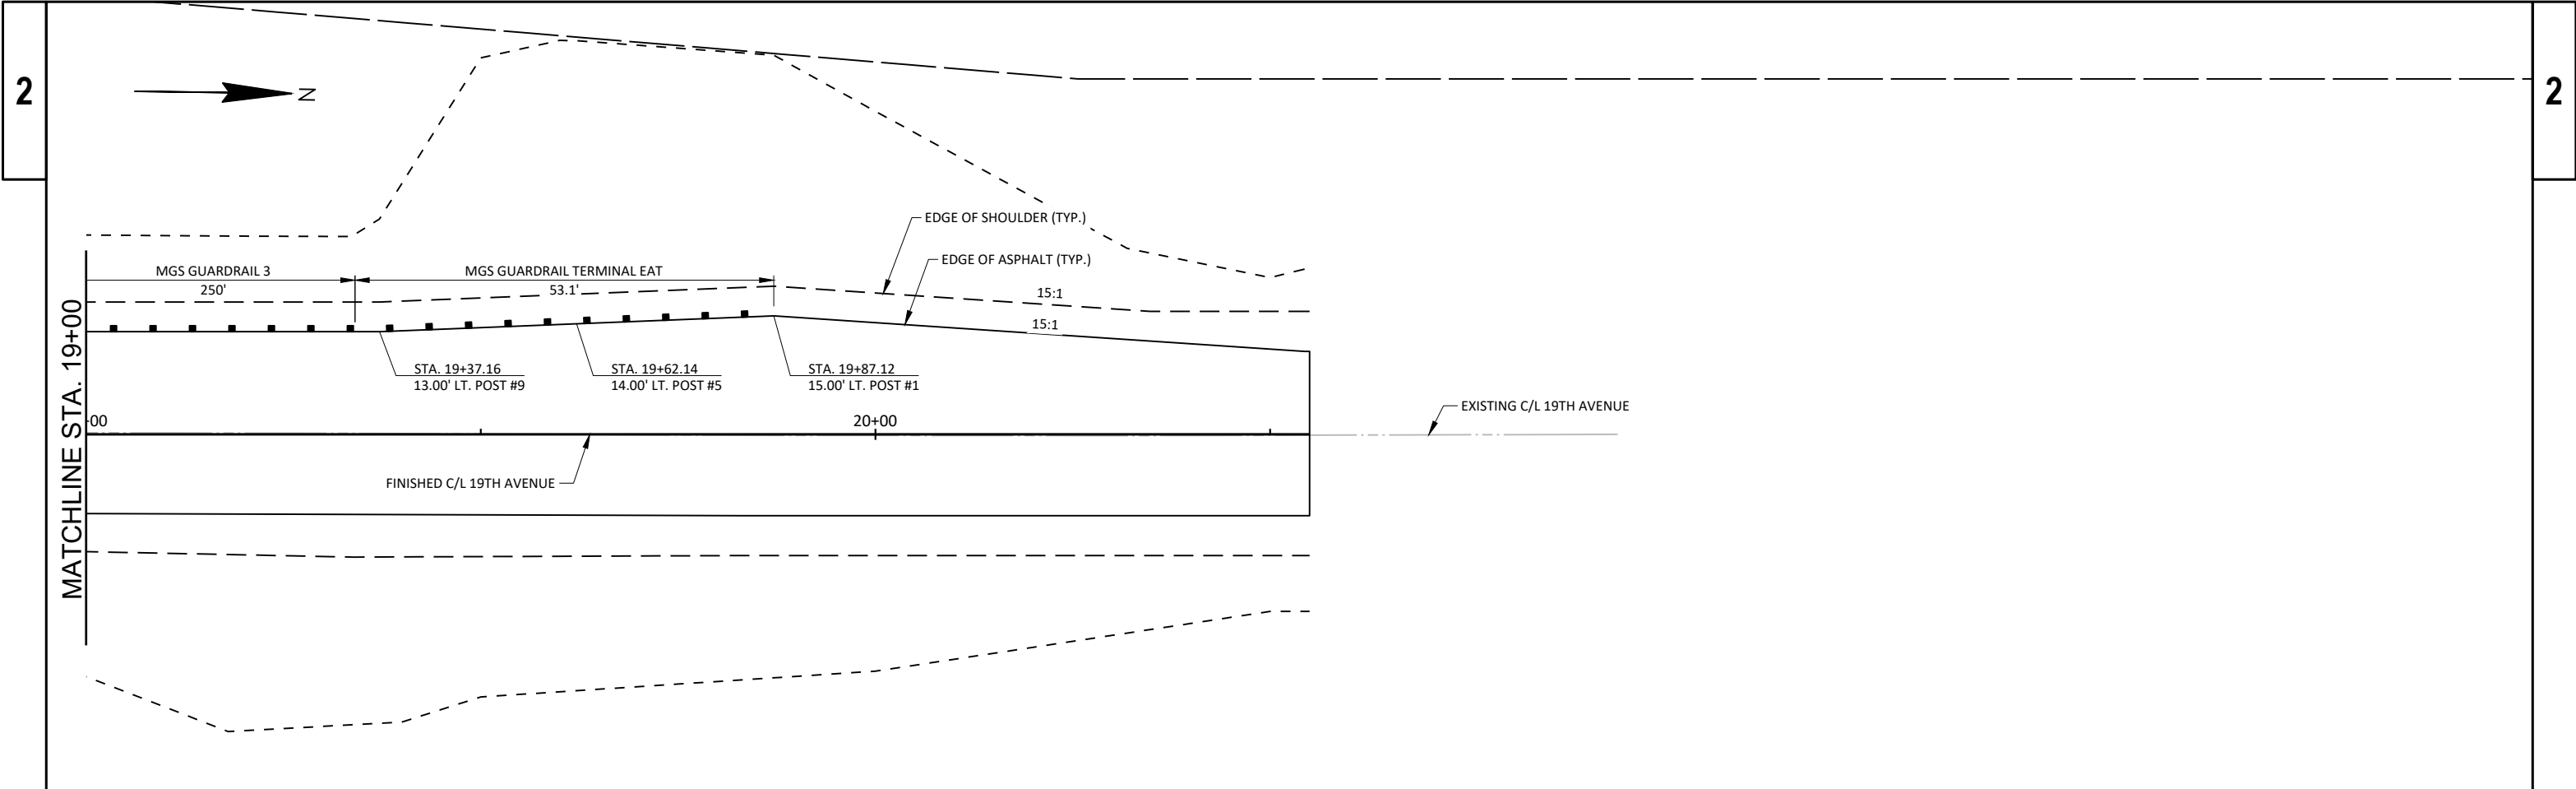 2
2
N
EDGE OF SHOULDER (TYP.)
EDGE OF ASPHALT (TYP.)
MGS GUARDRAIL 3
250'
MGS GUARDRAIL TERMINAL EAT
53.1'
15:1
15:1
MATCHLINE STA. 19+00
STA. 19+37.16
13.00' LT. POST #9
STA. 19+62.14
14.00' LT. POST #5
STA. 19+87.12
15.00' LT. POST #1
00
20+00
EXISTING C/L 19TH AVENUE
FINISHED C/L 19TH AVENUE